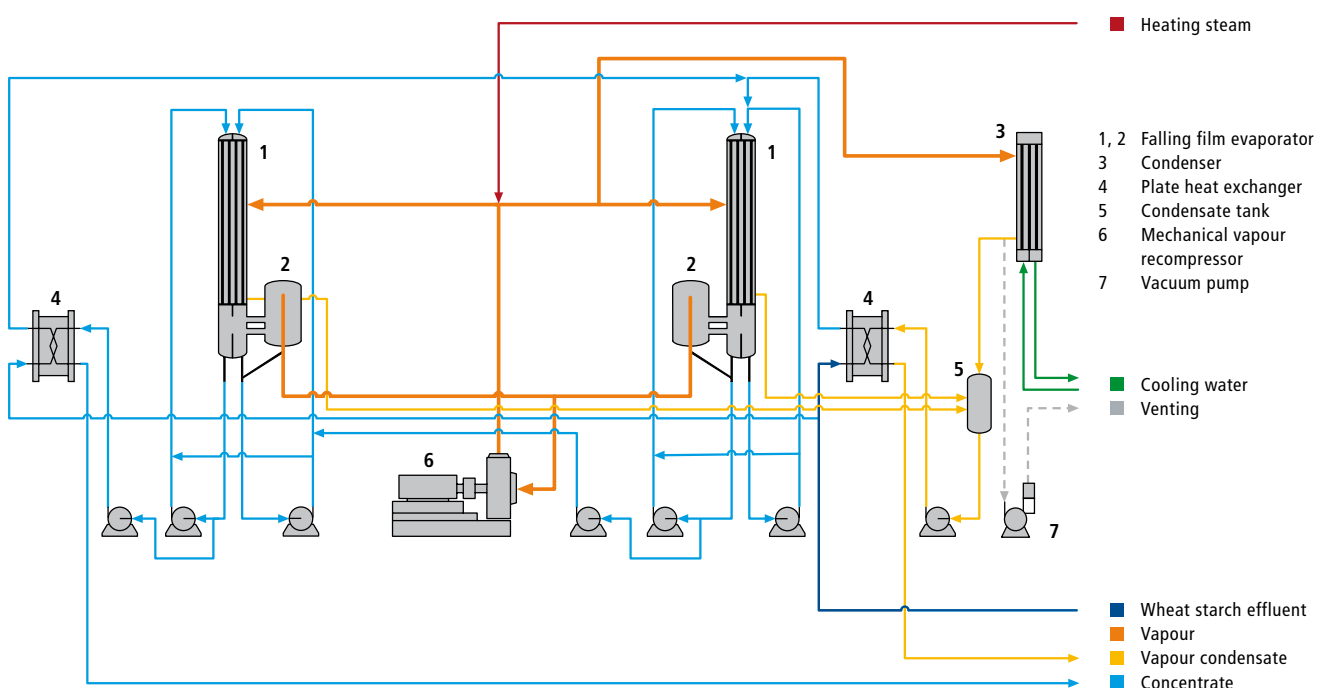 Heating steam
1, 2 Falling film evaporator
3 Condenser
4 Plate heat exchanger
5 Condensate tank
6 Mechanical vapour
recompressor
7 Vacuum pump
3
1
1
2
2
4
4
5
6
7
Cooling water
Venting
Wheat starch effluent
Vapour
Vapour condensate
Concentrate